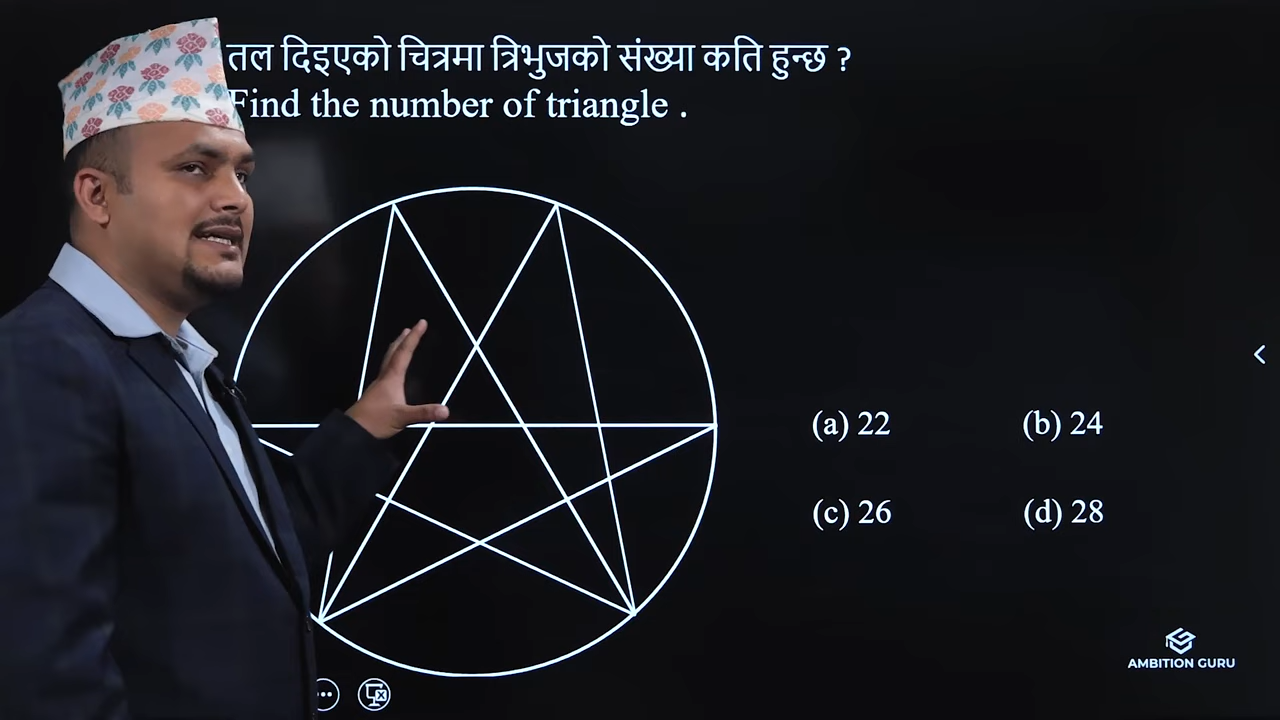 तल दिइएको चित्रमा त्रिभुजको संख्या कति हुन्छ ?
Find the number of triangle .
(a) 22
(b) 24
(c) 26
(d) 28
AMBITION GURU